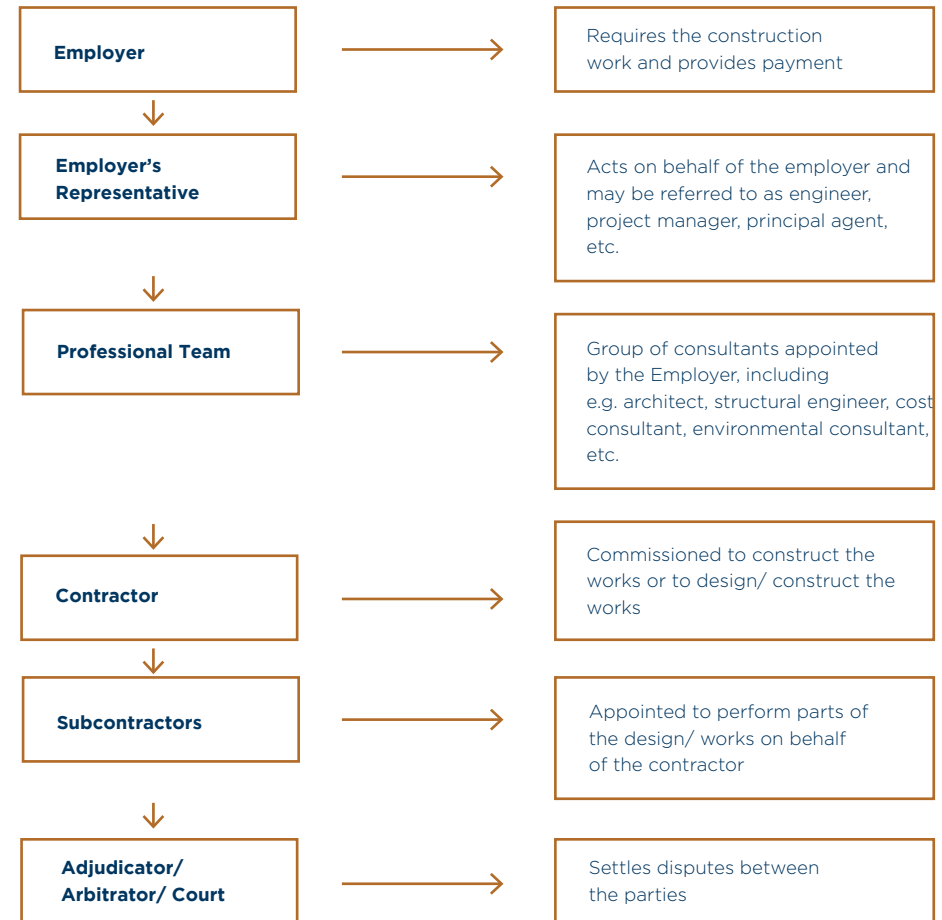 Employer
Requires the construction
work and provides payment
Employer’s
Representative
Acts on behalf of the employer and
may be referred to as engineer,
project manager, principal agent,
etc.
Professional Team
Group of consultants appointed
by the Employer, including
e.g. architect, structural engineer, cost
consultant, environmental consultant,
etc.
Contractor
Commissioned to construct the
works or to design/ construct the
works
Subcontractors
Appointed to perform parts of
the design/ works on behalf
of the contractor
Adjudicator/
Arbitrator/ Court
Settles disputes between
the parties